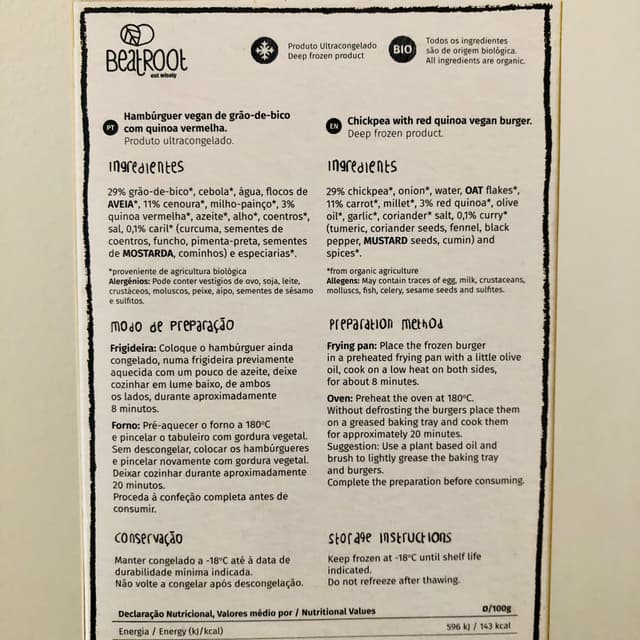 BeatROOT
eat wisely
Produto Ultracongelado
Deep frozen product
BIO
Todos os ingredientes
são de origem biológica.
All ingredients are organic.
PT
Hambúrguer vegan de grão-de-bico
com quinoa vermelha.
Produto ultracongelado.
Ingredientes
29% grão-de-bico*, cebola*, água, flocos de
AVEIA*, 11% cenoura*, milho-painço*, 3%
quinoa vermelha*, azeite*, alho*, coentros*,
sal, 0,1% caril* (curcuma, sementes de
coentros, funcho, pimenta-preta, sementes
de MOSTARDA, cominhos) e especiarias*.
*proveniente de agricultura biológica
Alergénios: Pode conter vestígios de ovo, soja, leite,
crustáceos, moluscos, peixe, aipo, sementes de sésamo
e sulfitos.
Modo de Preparação
Frigideira: Coloque o hambúrguer ainda
congelado, numa frigideira previamente
aquecida com um pouco de azeite, deixe
cozinhar em lume baixo, de ambos
os lados, durante aproximadamente
8 minutos.
Forno: Pré-aquecer o forno a 180ºC
e pincelar o tabuleiro com gordura vegetal.
Sem descongelar, colocar os hambúrgueres
e pincelar novamente com gordura vegetal.
Deixar cozinhar durante aproximadamente
20 minutos.
Proceda à confeção completa antes de
consumir.
Conservação
Manter congelado a -18ºC até à data de
durabilidade mínima indicada.
Não volte a congelar após descongelação.
EN
Chickpea with red quinoa vegan burger.
Deep frozen product.
Ingredients
29% chickpea*, onion*, water, OAT flakes*,
11% carrot*, millet*, 3% red quinoa*, olive
oil*, garlic*, coriander* salt, 0,1% curry*
(tumeric, coriander seeds, fennel, black
pepper, MUSTARD seeds, cumin) and
spices*.
*from organic agriculture
Allegens: May contain traces of egg, milk, crustaceans,
molluscs, fish, celery, sesame seeds and sulfites.
Preparation Method
Frying pan: Place the frozen burger
in a preheated frying pan with a little olive
oil, cook on a low heat on both sides,
for about 8 minutes.
Oven: Preheat the oven at 180ºC.
Without defrosting the burgers place them
on a greased baking tray and cook them
for approximately 20 minutes.
Suggestion: Use a plant based oil and
brush to lightly grease the baking tray
and burgers.
Complete the preparation before consuming.
Storage Instructions
Keep frozen at -18ºC until shelf life
indicated.
Do not refreeze after thawing.
Declaração Nutricional, Valores médio por / Nutritional Values Ø/100g
Energia / Energy (kJ/kcal) 596 kJ / 143 kcal